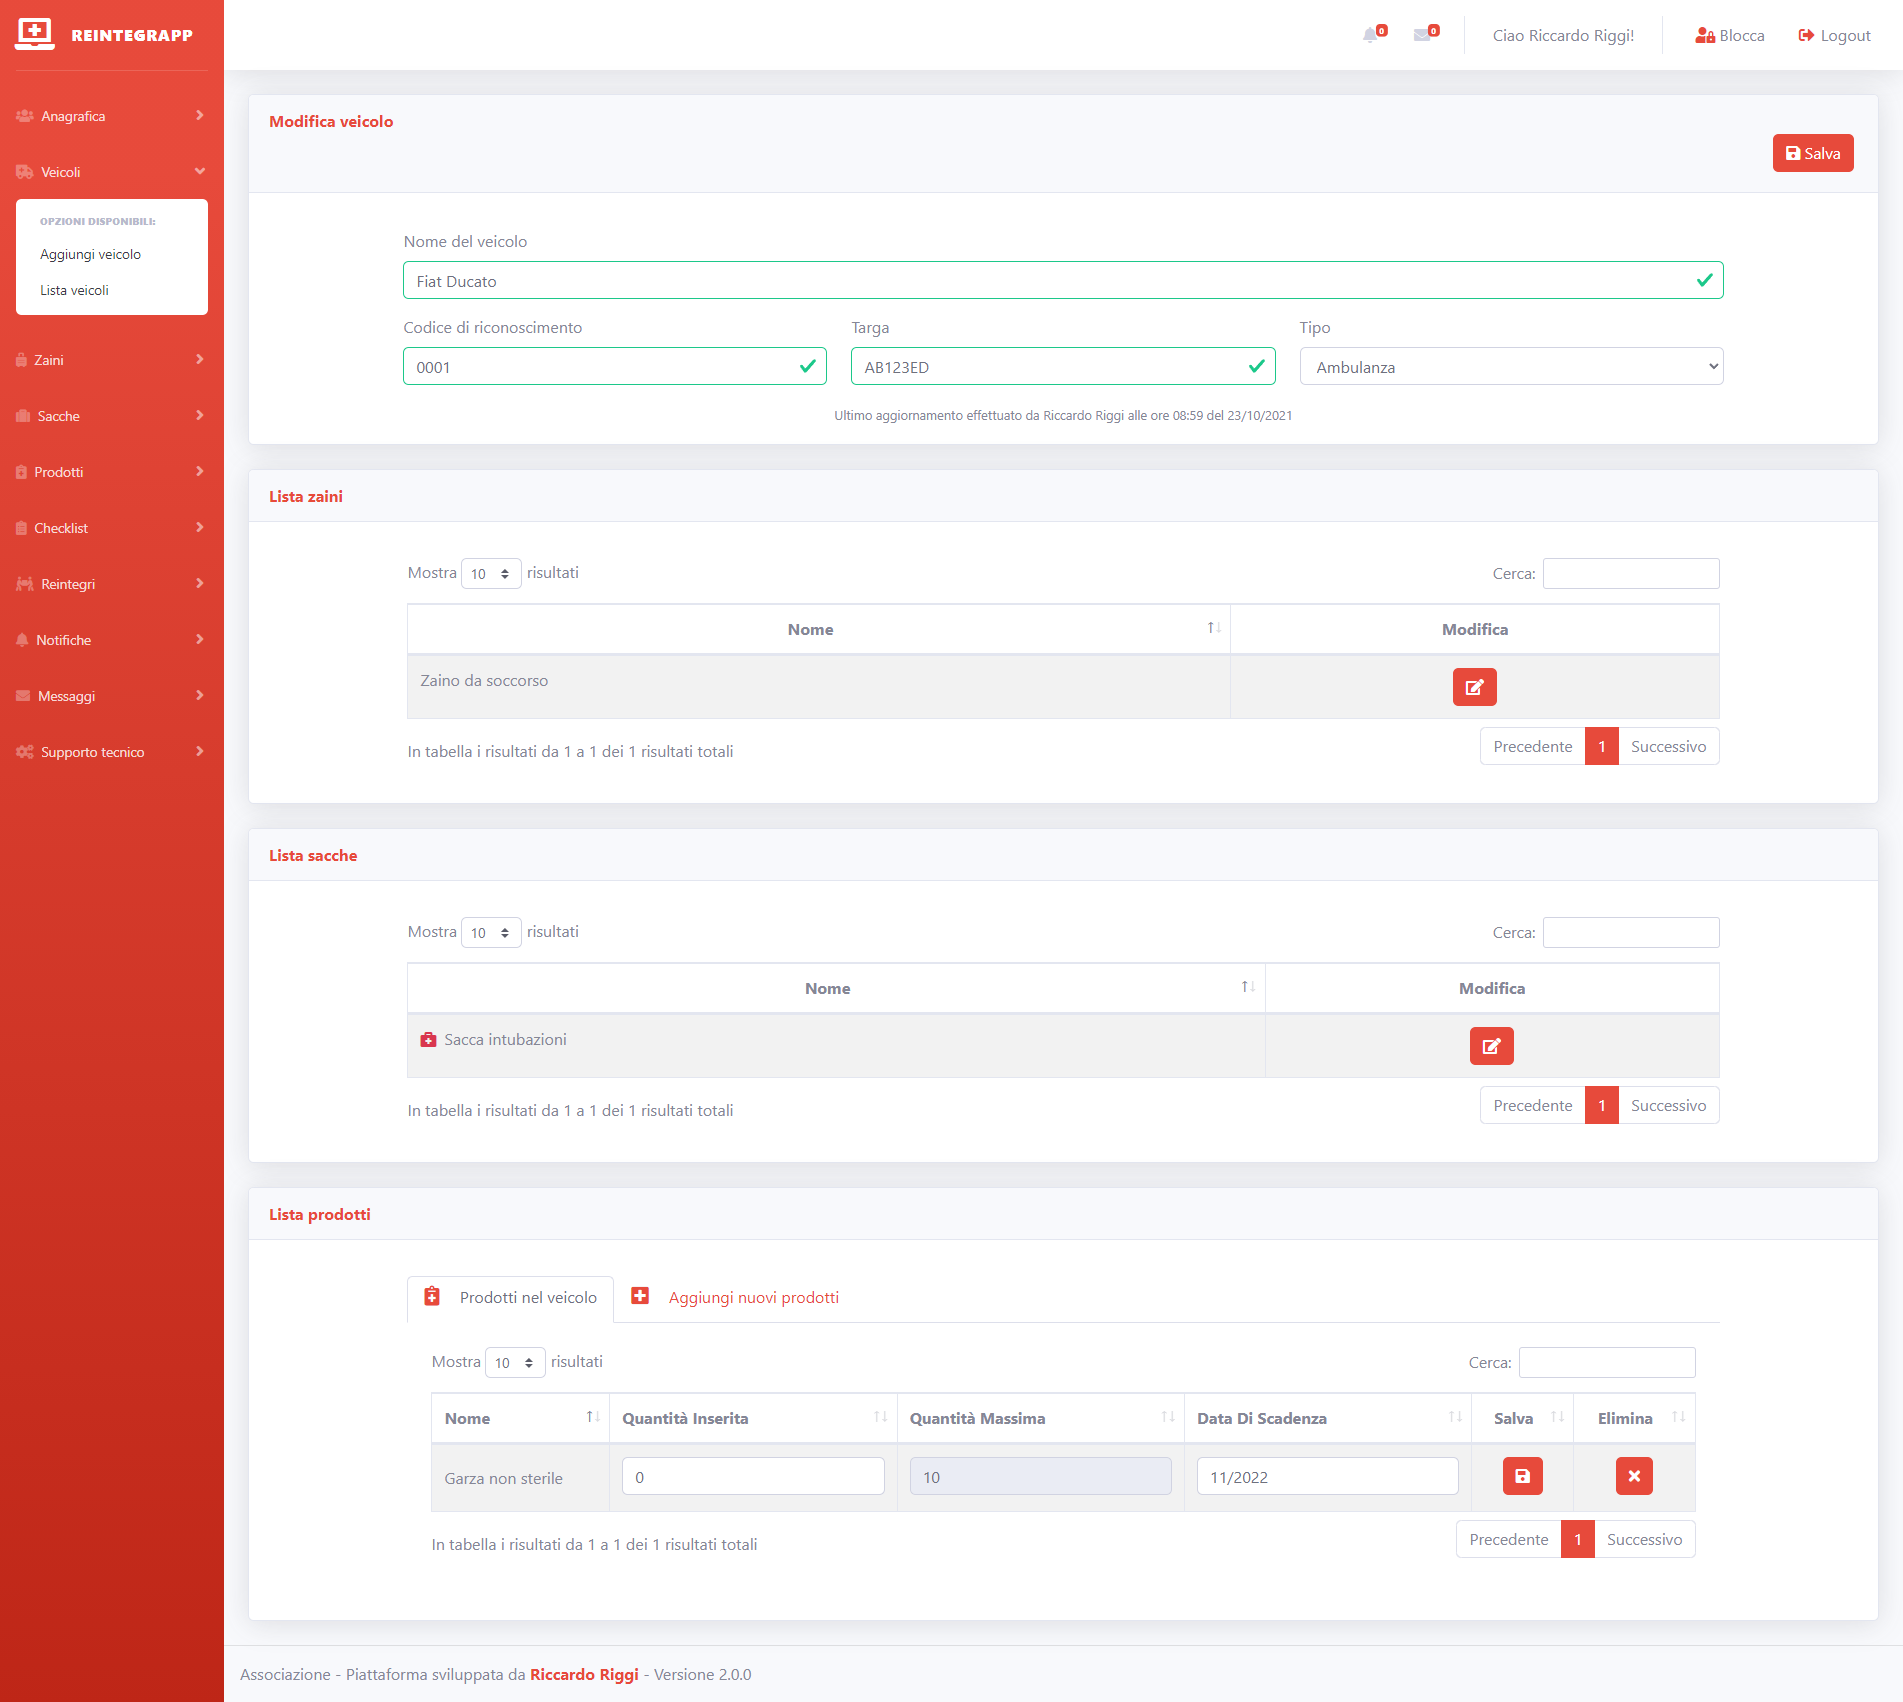 REINTEGRAPP
0
0
Ciao Riccardo Riggi!
Blocca
Logout
Anagrafica
Veicoli
OPZIONI DISPONIBILI:
Aggiungi veicolo
Lista veicoli
Zaini
Sacche
Prodotti
Checklist
Reintegri
Notifiche
Messaggi
Supporto tecnico
Modifica veicolo
Salva
Nome del veicolo
Fiat Ducato
Codice di riconoscimento Targa Tipo
0001 AB123ED Ambulanza
Ultimo aggiornamento effettuato da Riccardo Riggi alle ore 08:59 del 23/10/2021
Lista zaini
Mostra 10 risultati Cerca:
Nome Modifica
Zaino da soccorso
In tabella i risultati da 1 a 1 dei 1 risultati totali Precedente 1 Successivo
Lista sacche
Mostra 10 risultati Cerca:
Nome Modifica
Sacca intubazioni
In tabella i risultati da 1 a 1 dei 1 risultati totali Precedente 1 Successivo
Lista prodotti
Prodotti nel veicolo Aggiungi nuovi prodotti
Mostra 10 risultati Cerca:
Nome Quantità Inserita Quantità Massima Data Di Scadenza Salva Elimina
Garza non sterile 0 10 11/2022
In tabella i risultati da 1 a 1 dei 1 risultati totali Precedente 1 Successivo
Associazione - Piattaforma sviluppata da Riccardo Riggi - Versione 2.0.0